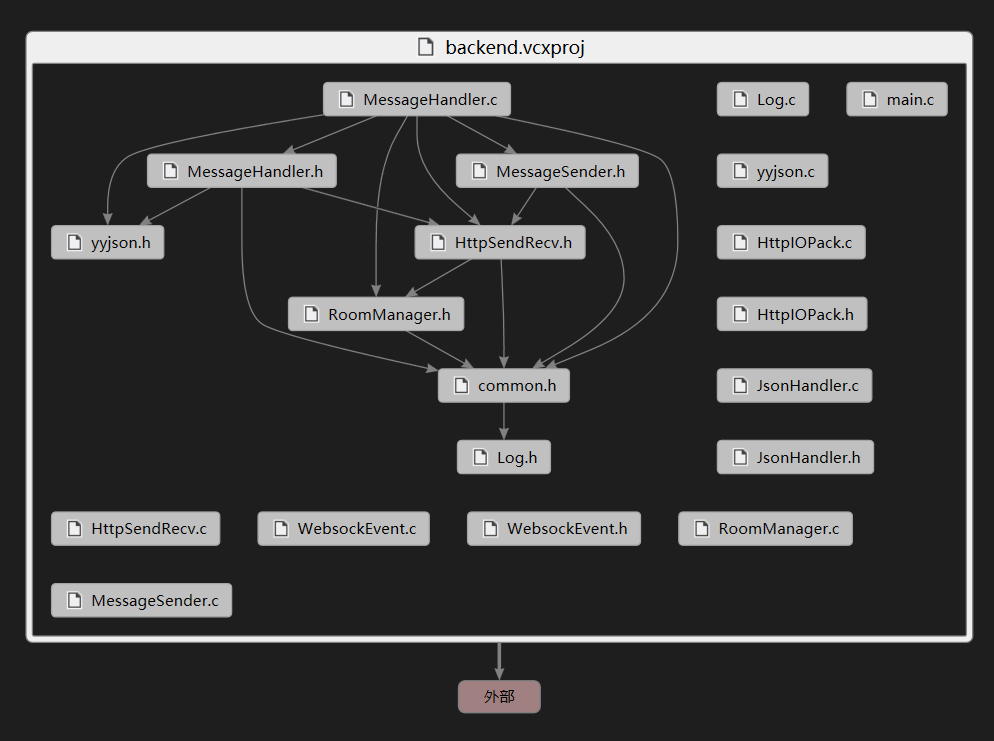 backend.vcxproj
MessageHandler.c
Log.c
main.c
MessageHandler.h
MessageSender.h
yyjson.c
yyjson.h
HttpSendRecv.h
HttpIOPack.c
RoomManager.h
HttpIOPack.h
common.h
JsonHandler.c
Log.h
JsonHandler.h
HttpSendRecv.c
WebsockEvent.c
WebsockEvent.h
RoomManager.c
MessageSender.c
外部